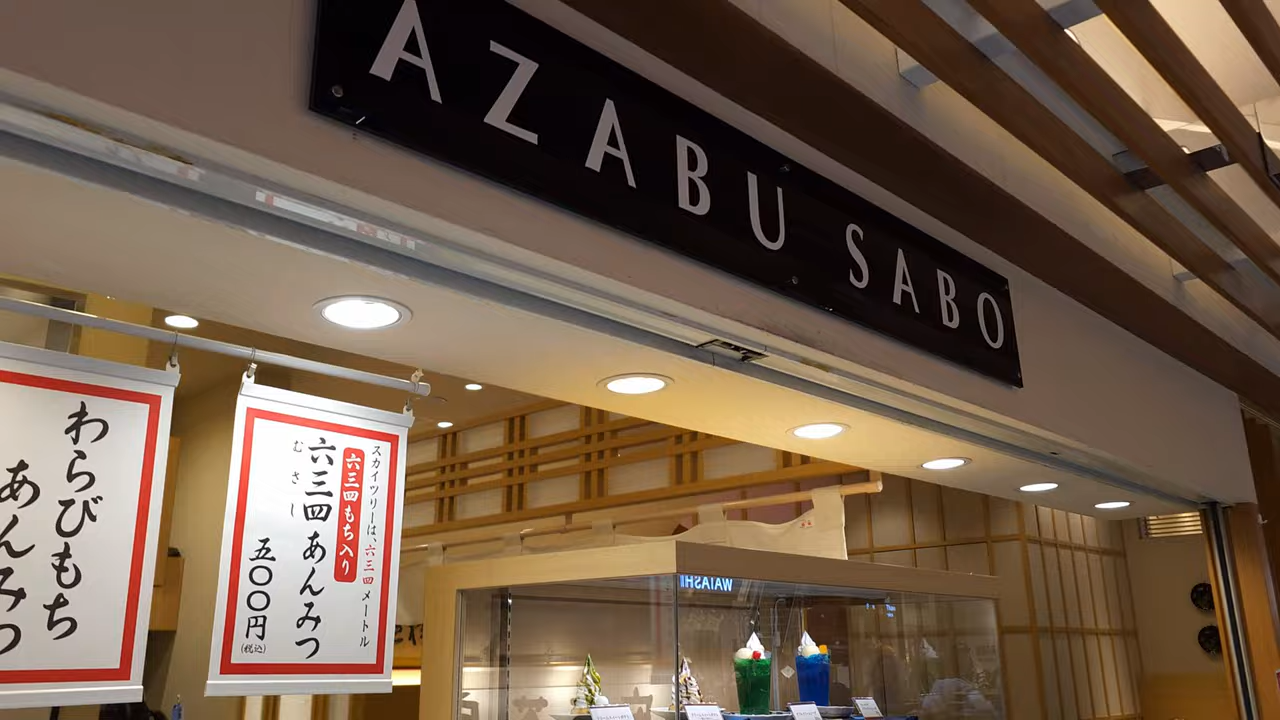 AZABU SABO
わらびもち
あんみつ
スカイツリーは、六三四メートル
六三四もち入り
六三四あんみつ
むさし
五〇〇円
(税込)
WATASHI